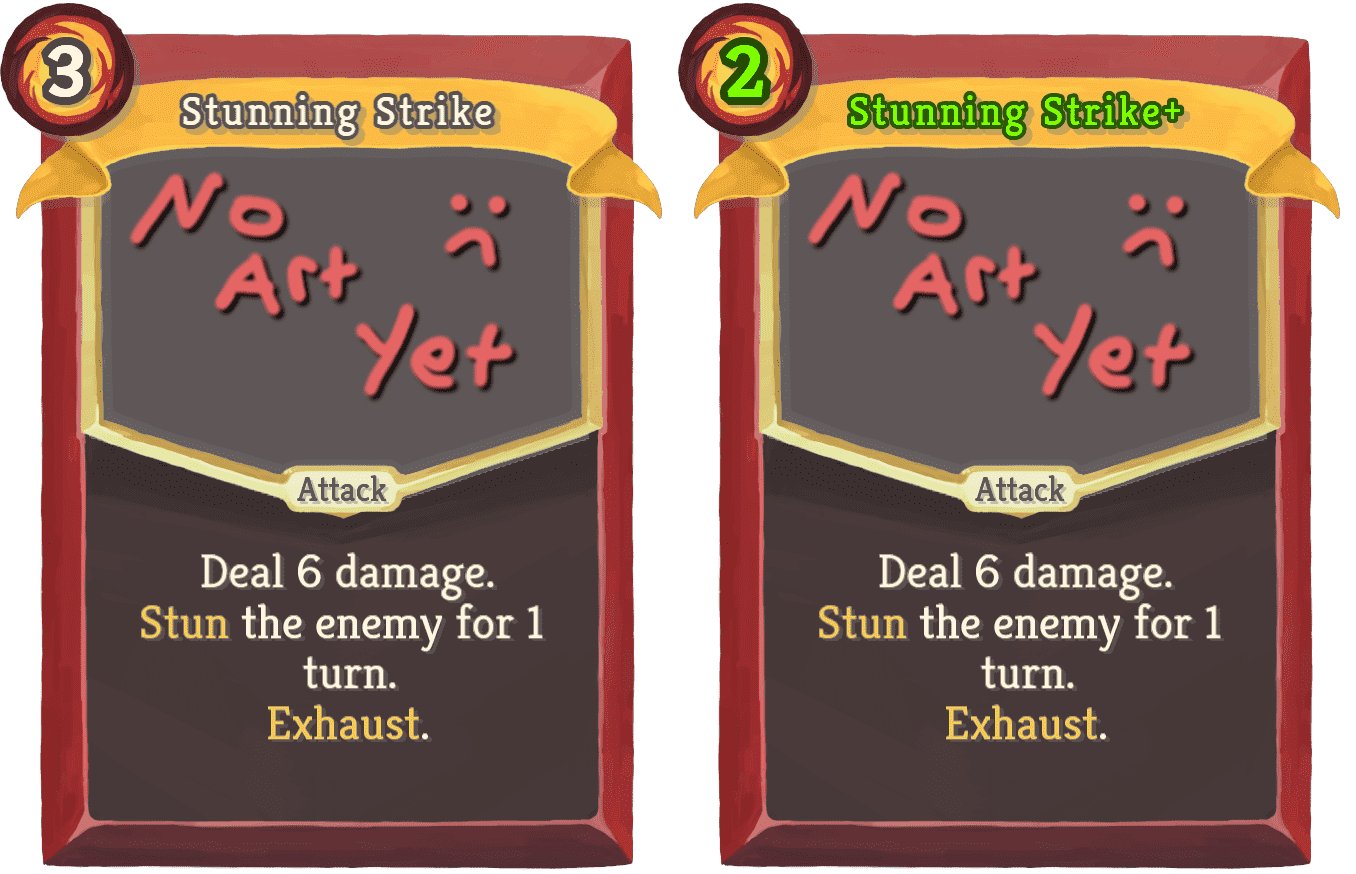 3
Stunning Strike
No
Art
Yet
Attack
Deal 6 damage.
Stun the enemy for 1
turn.
Exhaust.
2
Stunning Strike+
No
Art
Yet
Attack
Deal 6 damage.
Stun the enemy for 1
turn.
Exhaust.